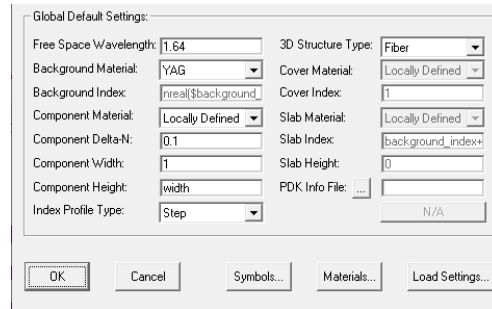 Global Default Settings:
Free Space Wavelength: 1.64 3D Structure Type: Fiber
Background Material: YAG Cover Material: Locally Defined
Background Index: nreal($background_ Cover Index: 1
Component Material: Locally Defined Slab Material: Locally Defined
Component Delta-N: 0.1 Slab Index: background_index+
Component Width: 1 Slab Height: 0
Component Height: width PDK Info File: ...
Index Profile Type: Step N/A
OK Cancel Symbols... Materials... Load Settings...